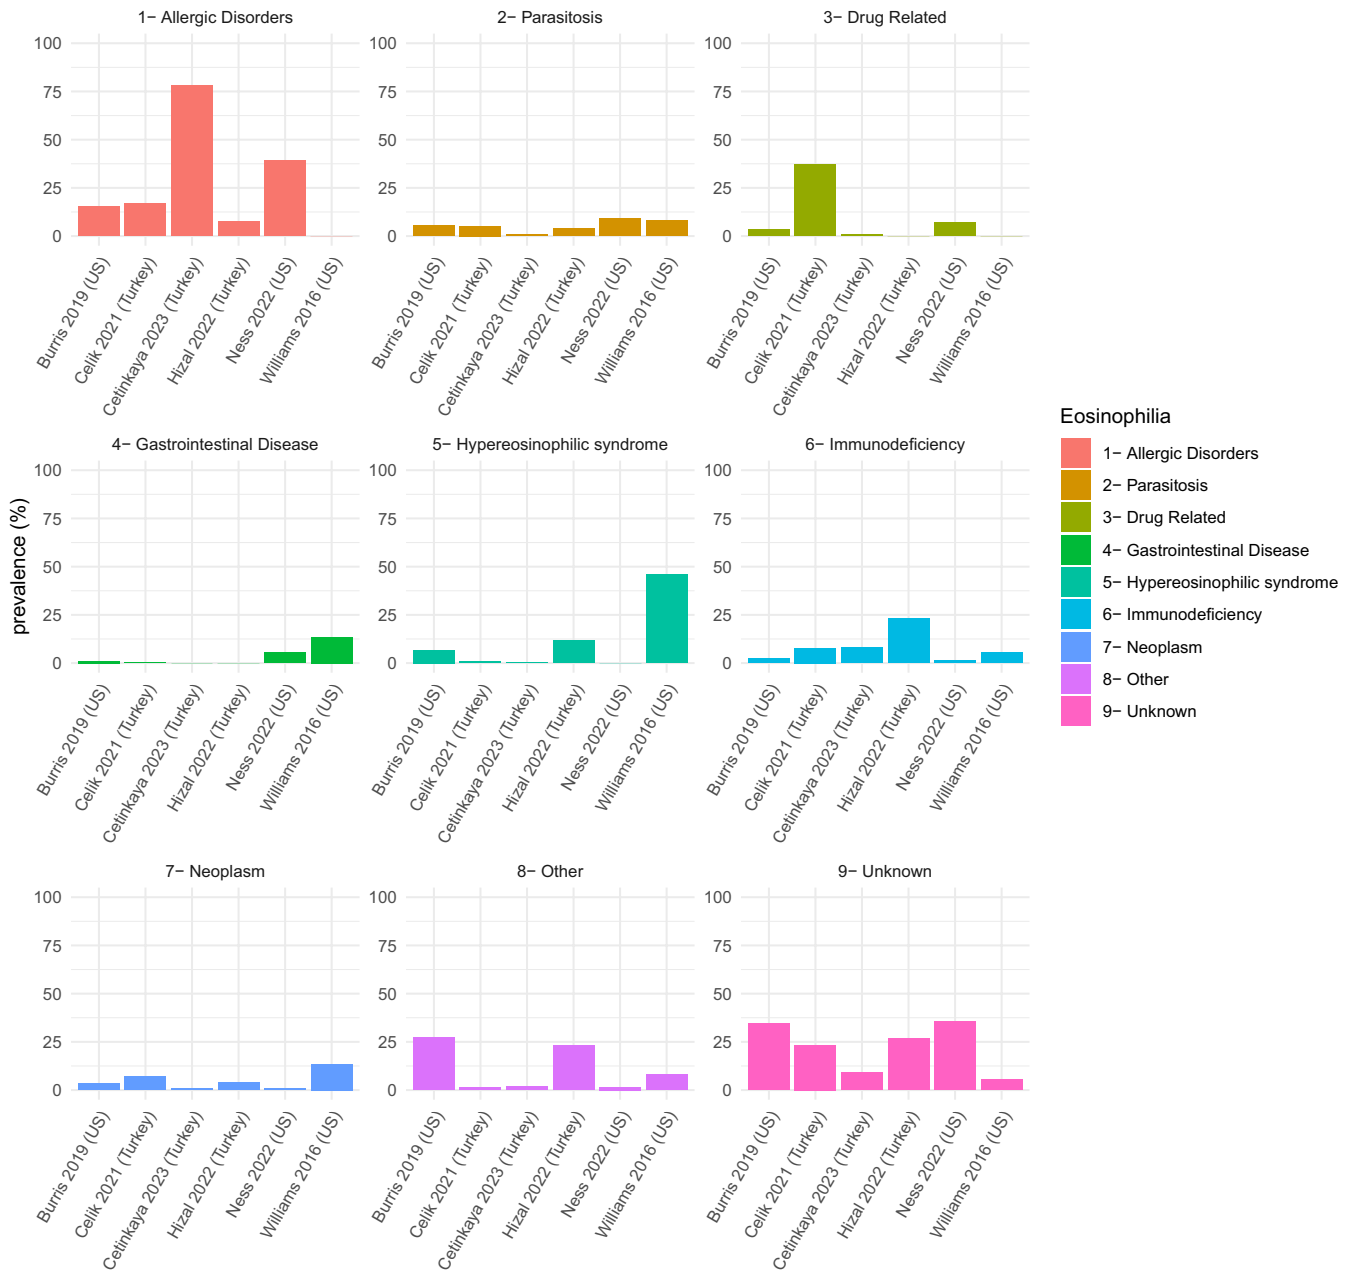 1− Allergic Disorders
2− Parasitosis
3− Drug Related
100
75
50
25
0
100
75
50
25
0
100
75
50
25
0
Burris 2019 (US)
Celik 2021 (Turkey)
Cetinkaya 2023 (Turkey)
Hizal 2022 (Turkey)
Ness 2022 (US)
Williams 2016 (US)
Burris 2019 (US)
Celik 2021 (Turkey)
Cetinkaya 2023 (Turkey)
Hizal 2022 (Turkey)
Ness 2022 (US)
Williams 2016 (US)
Burris 2019 (US)
Celik 2021 (Turkey)
Cetinkaya 2023 (Turkey)
Hizal 2022 (Turkey)
Ness 2022 (US)
Williams 2016 (US)
prevalence (%)
4− Gastrointestinal Disease
5− Hypereosinophilic syndrome
6− Immunodeficiency
100
75
50
25
0
100
75
50
25
0
100
75
50
25
0
Burris 2019 (US)
Celik 2021 (Turkey)
Cetinkaya 2023 (Turkey)
Hizal 2022 (Turkey)
Ness 2022 (US)
Williams 2016 (US)
Burris 2019 (US)
Celik 2021 (Turkey)
Cetinkaya 2023 (Turkey)
Hizal 2022 (Turkey)
Ness 2022 (US)
Williams 2016 (US)
Burris 2019 (US)
Celik 2021 (Turkey)
Cetinkaya 2023 (Turkey)
Hizal 2022 (Turkey)
Ness 2022 (US)
Williams 2016 (US)
7− Neoplasm
8− Other
9− Unknown
100
75
50
25
0
100
75
50
25
0
100
75
50
25
0
Burris 2019 (US)
Celik 2021 (Turkey)
Cetinkaya 2023 (Turkey)
Hizal 2022 (Turkey)
Ness 2022 (US)
Williams 2016 (US)
Burris 2019 (US)
Celik 2021 (Turkey)
Cetinkaya 2023 (Turkey)
Hizal 2022 (Turkey)
Ness 2022 (US)
Williams 2016 (US)
Burris 2019 (US)
Celik 2021 (Turkey)
Cetinkaya 2023 (Turkey)
Hizal 2022 (Turkey)
Ness 2022 (US)
Williams 2016 (US)
Eosinophilia
1− Allergic Disorders
2− Parasitosis
3− Drug Related
4− Gastrointestinal Disease
5− Hypereosinophilic syndrome
6− Immunodeficiency
7− Neoplasm
8− Other
9− Unknown